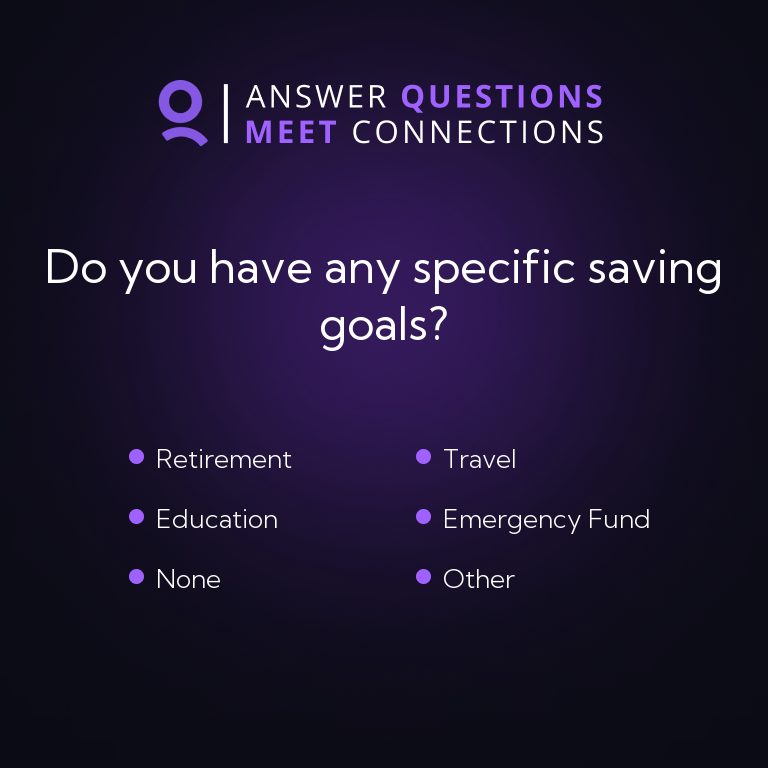 ANSWER QUESTIONS
MEET CONNECTIONS
Do you have any specific saving
goals?
Retirement
Travel
Education
Emergency Fund
None
Other